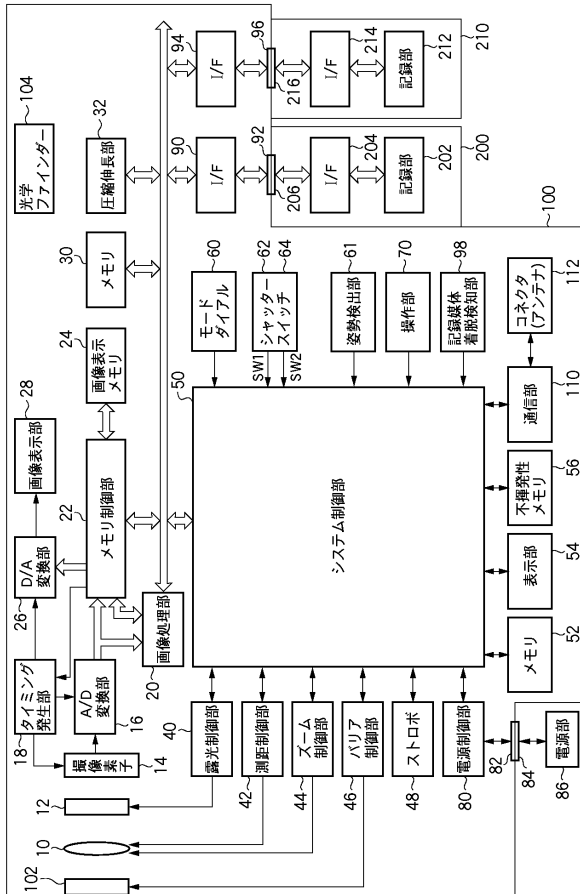 104
光学
ファインダー
32
圧縮伸長部
94
I/F
96
216
214
I/F
212
記録部
210
90
I/F
92
206
204
I/F
202
記録部
200
100
30
メモリ
24
画像表示
メモリ
28
画像表示部
22
メモリ制御部
26
D/A
変換部
18
タイミング
発生部
16
A/D
変換部
14
撮像素子
20
画像処理部
12
10
102
60
モード
ダイアル
62
64
シャッター
スイッチ
SW1
SW2
61
姿勢検出部
70
操作部
98
記録媒体
着脱検知部
112
コネクタ
(アンテナ)
50
システム制御部
110
通信部
56
不揮発性
メモリ
54
表示部
52
メモリ
40
露光制御部
42
測距制御部
44
ズーム
制御部
46
バリア
制御部
48
ストロボ
80
電源制御部
82
84
86
電源部